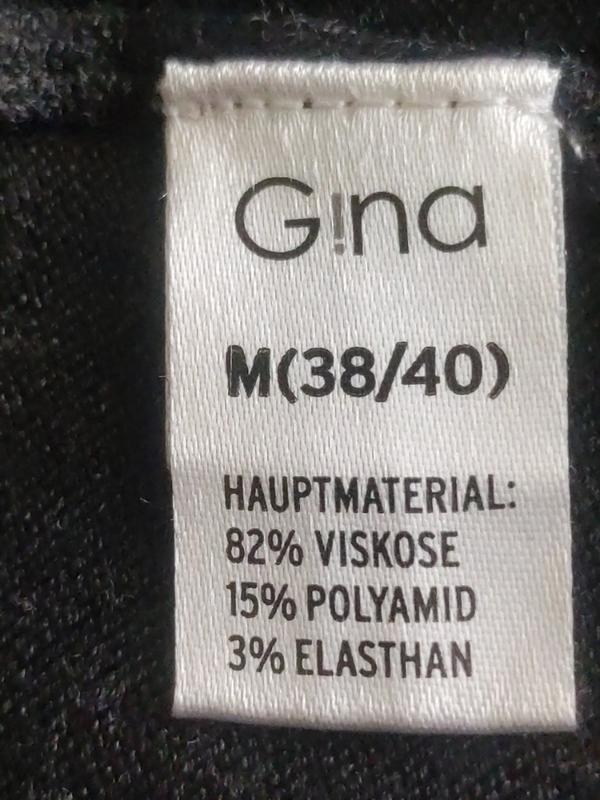 G!na
M(38/40)
HAUPTMATERIAL:
82% VISKOSE
15% POLYAMID
3% ELASTHAN